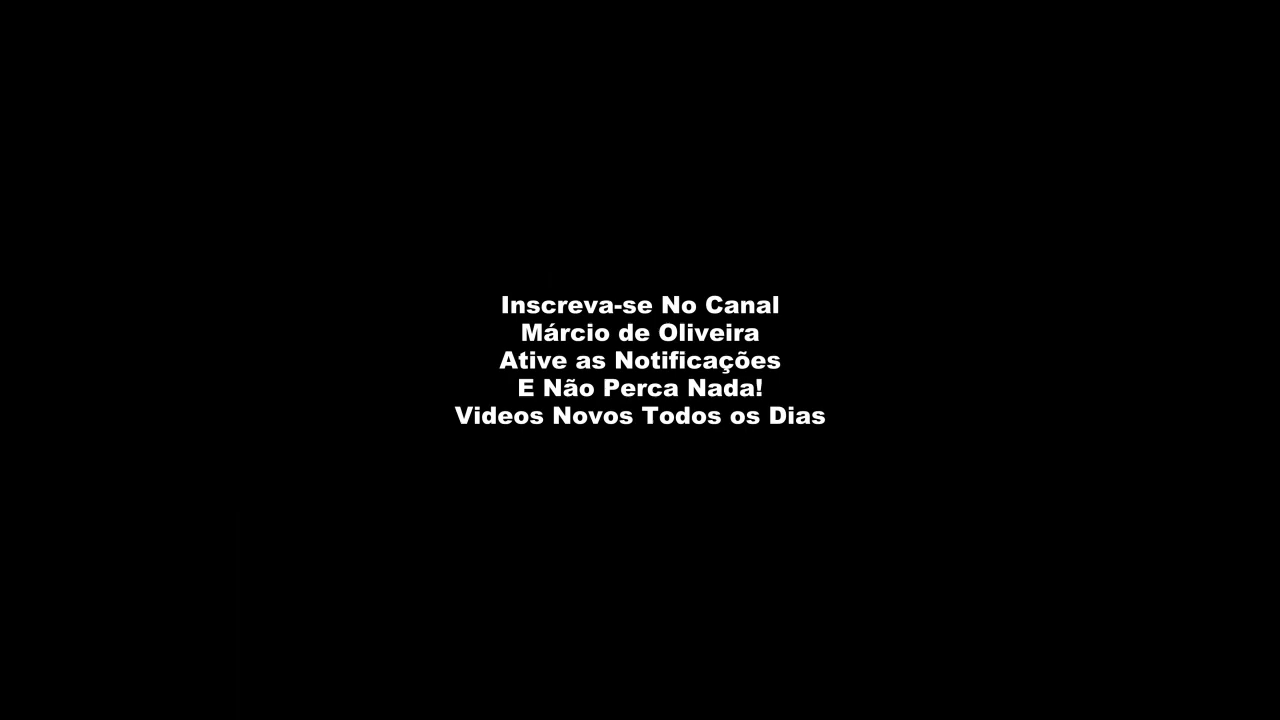 Inscreva-se No Canal
Márcio de Oliveira
Ative as Notificações
E Não Perca Nada!
Videos Novos Todos os Dias